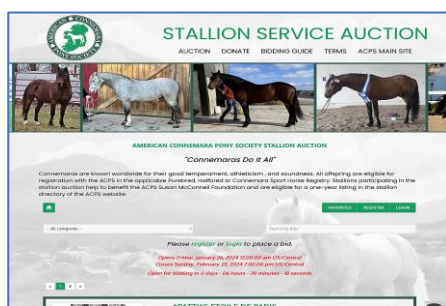 AMERICAN CONNEMARA PONY SOCIETY
STALLION SERVICE AUCTION
AUCTION DONATE BIDDING GUIDE TERMS ACPS MAIN SITE
AMERICAN CONNEMARA PONY SOCIETY STALLION AUCTION
"Connemaras Do It All"
Connemaras are known worldwide for their good temperament, athleticism, and soundness. All offspring are eligible for
registration with the ACPS in the applicable Purebred, Halfbred or Connemara Sport Horse Registry. Stallions participating in the
stallion auction help to benefit the ACPS Susan McConnell Foundation and are eligible for a one-year listing in the stallion
directory of the ACPS website.
FAVORITES REGISTER LOGIN
-- All categories --
Please register or login to place a bid.
Opens Friday, January 26, 2024 12:00:00 am US/Central
Closes Sunday, February 25, 2024 7:00:00 pm US/Central
Open for bidding in 0 days - 06 hours - 39 minutes - 10 seconds
« 1 2 »